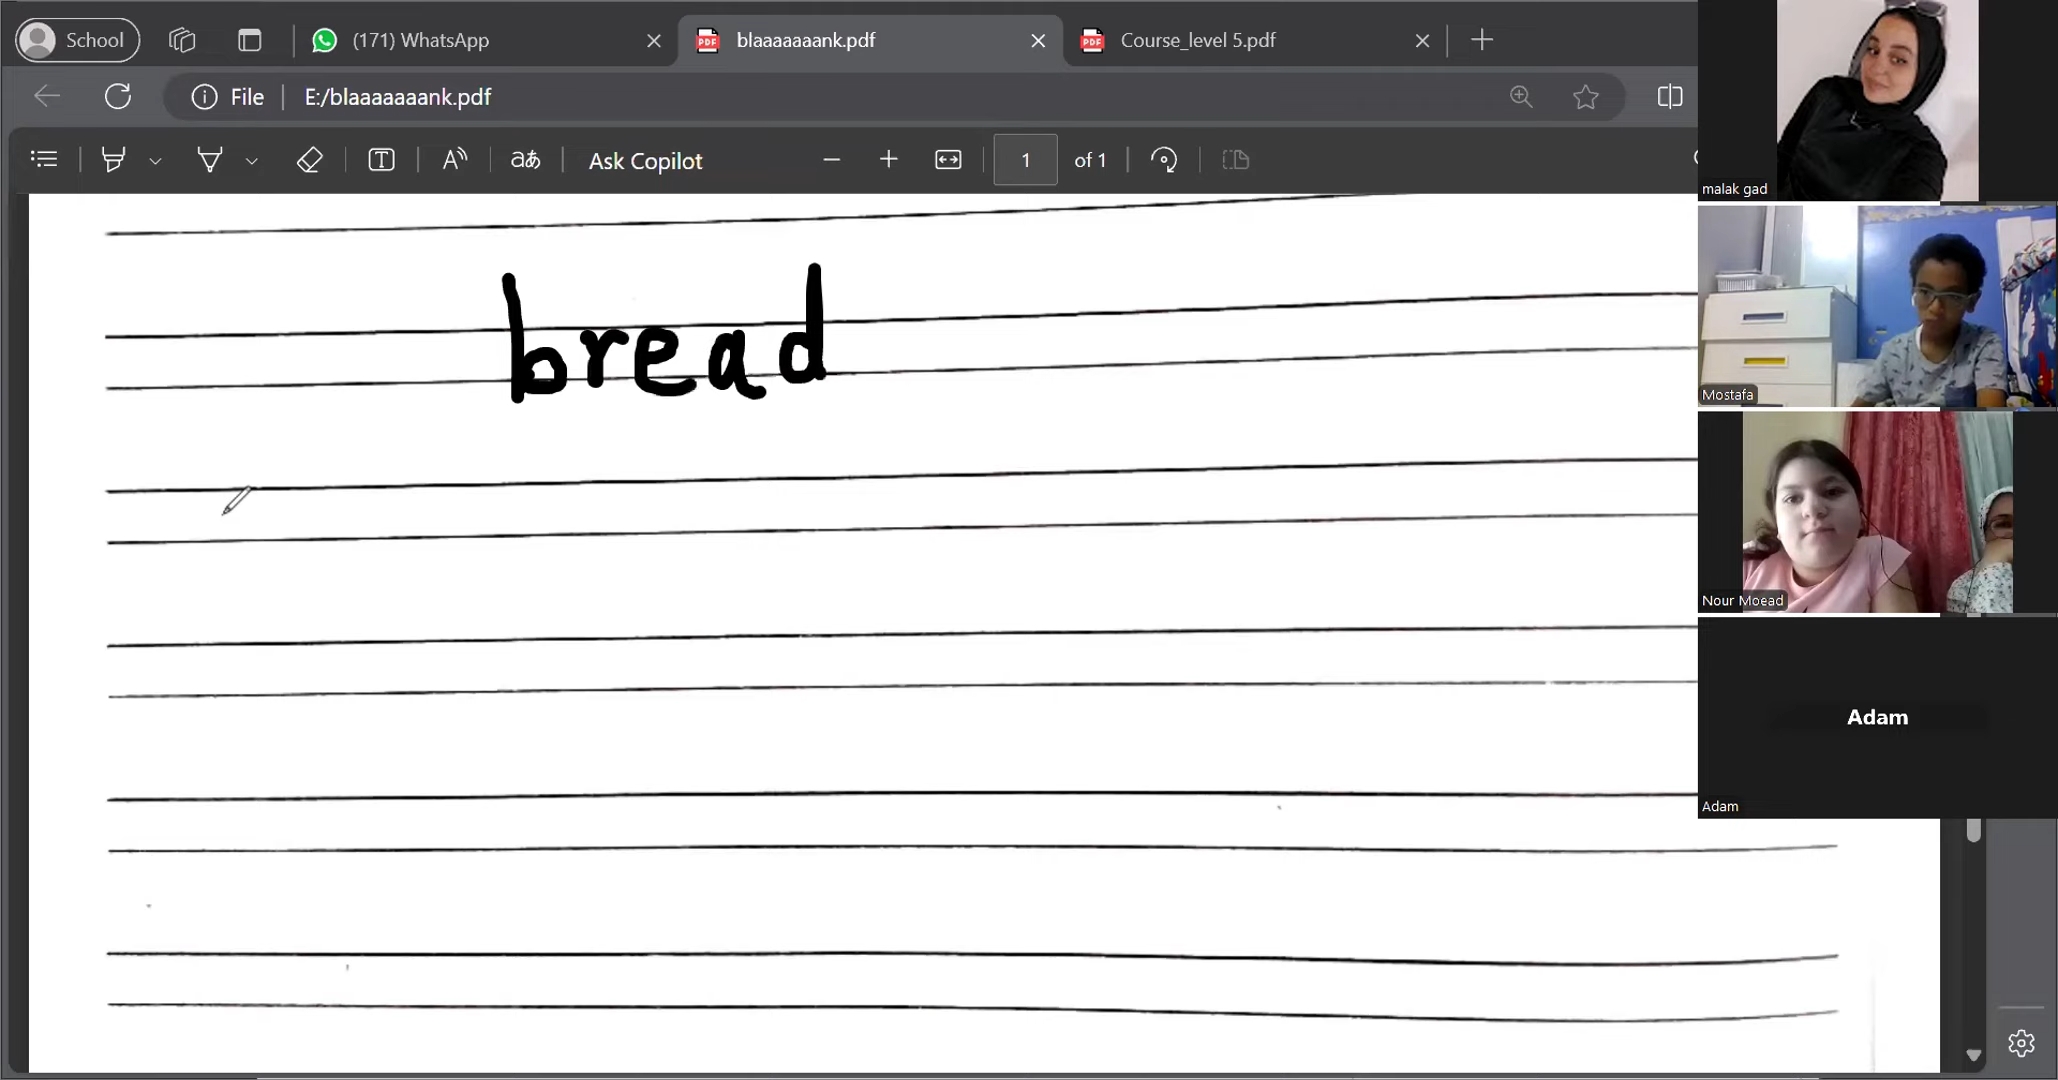 School
(171) WhatsApp
blaaaaaaank.pdf
Course_level 5.pdf
File
E:/blaaaaaaank.pdf
Ask Copilot
1 of 1
bread
malak gad
Mostafa
Nour Moead
Adam
Adam